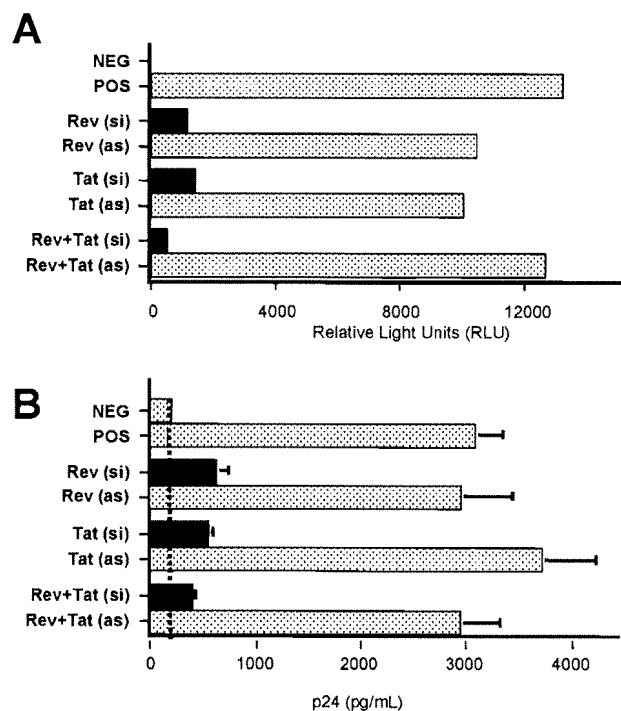 A
NEG
POS
Rev (si)
Rev (as)
Tat (si)
Tat (as)
Rev+Tat (si)
Rev+Tat (as)
0 4000 8000 12000
Relative Light Units (RLU)
B
NEG
POS
Rev (si)
Rev (as)
Tat (si)
Tat (as)
Rev+Tat (si)
Rev+Tat (as)
0 1000 2000 3000 4000
p24 (pg/mL)